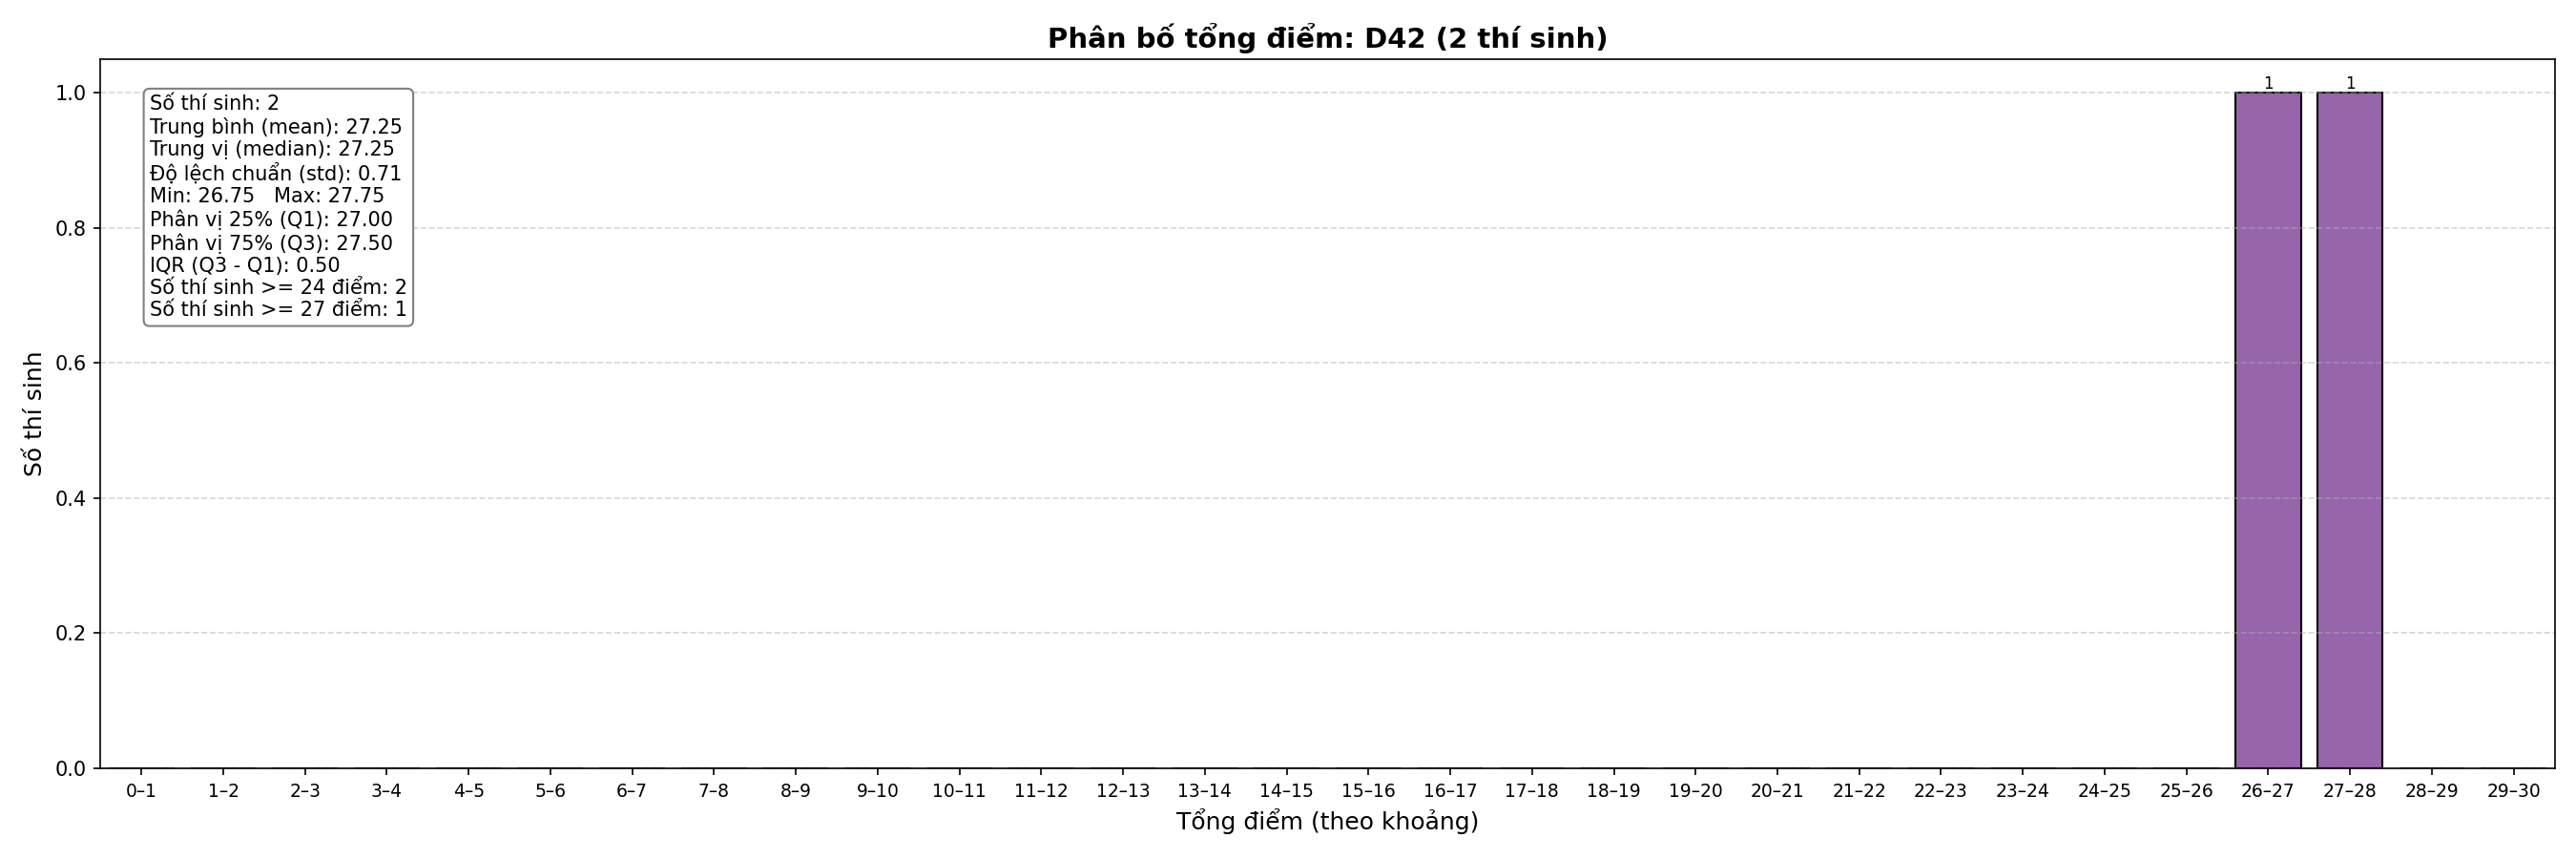 Phân bố tổng điểm: D42 (2 thí sinh)
Số thí sinh: 2
Trung bình (mean): 27.25
Trung vị (median): 27.25
Độ lệch chuẩn (std): 0.71
Min: 26.75   Max: 27.75
Phân vị 25% (Q1): 27.00
Phân vị 75% (Q3): 27.50
IQR (Q3 - Q1): 0.50
Số thí sinh >= 24 điểm: 2
Số thí sinh >= 27 điểm: 1
1 1
Số thí sinh
1.0
0.8
0.6
0.4
0.2
0.0
0–1 1–2 2–3 3–4 4–5 5–6 6–7 7–8 8–9 9–10 10–11 11–12 12–13 13–14 14–15 15–16 16–17 17–18 18–19 19–20 20–21 21–22 22–23 23–24 24–25 25–26 26–27 27–28 28–29 29–30
Tổng điểm (theo khoảng)